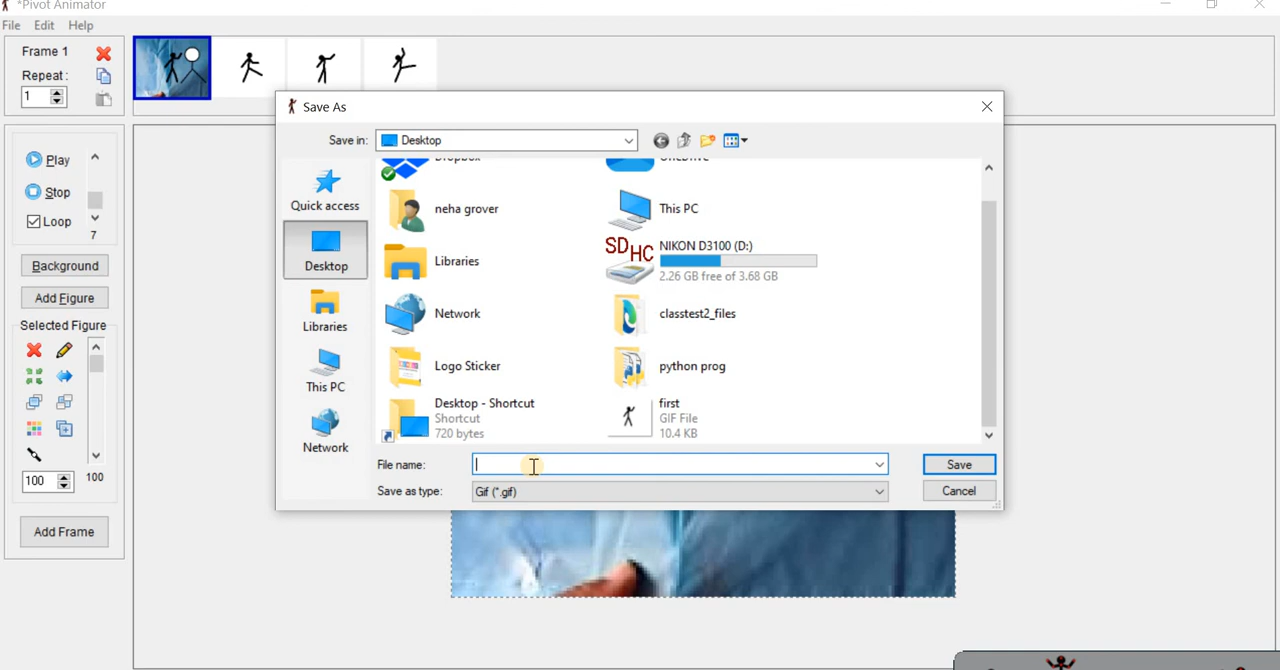 *Pivot Animator
File Edit Help
Frame 1
Repeat:
1
Save As
Save in: Desktop
Play
Stop
Loop
7
Background
Add Figure
Selected Figure
100 100
Add Frame
Quick access
Desktop
Libraries
This PC
Network
Dropbox
OneDrive
neha grover
This PC
Libraries
SDHC
NIKON D3100 (D:)
2.26 GB free of 3.68 GB
Network
classtest2_files
Logo Sticker
python prog
Desktop - Shortcut
Shortcut
720 bytes
first
GIF File
10.4 KB
File name:
Save
Save as type: Gif (*.gif)
Cancel